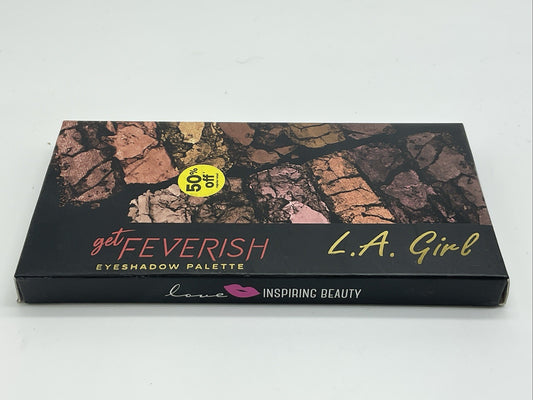 50%
off
get FEVERISH
EYESHADOW PALETTE
L.A. Girl
love INSPIRING BEAUTY